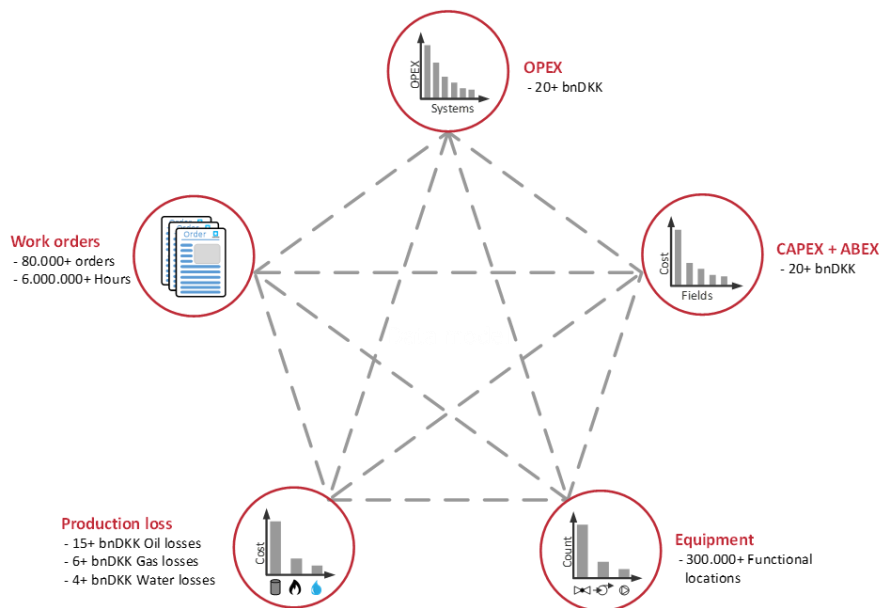 OPEX
- 20+ bnDKK
OPEX
Systems
Work orders
- 80.000+ orders
- 6.000.000+ Hours
Order
Order
Order
CAPEX + ABEX
- 20+ bnDKK
Cost
Fields
Production loss
- 15+ bnDKK Oil losses
- 6+ bnDKK Gas losses
- 4+ bnDKK Water losses
Cost
Equipment
- 300.000+ Functional
locations
Count